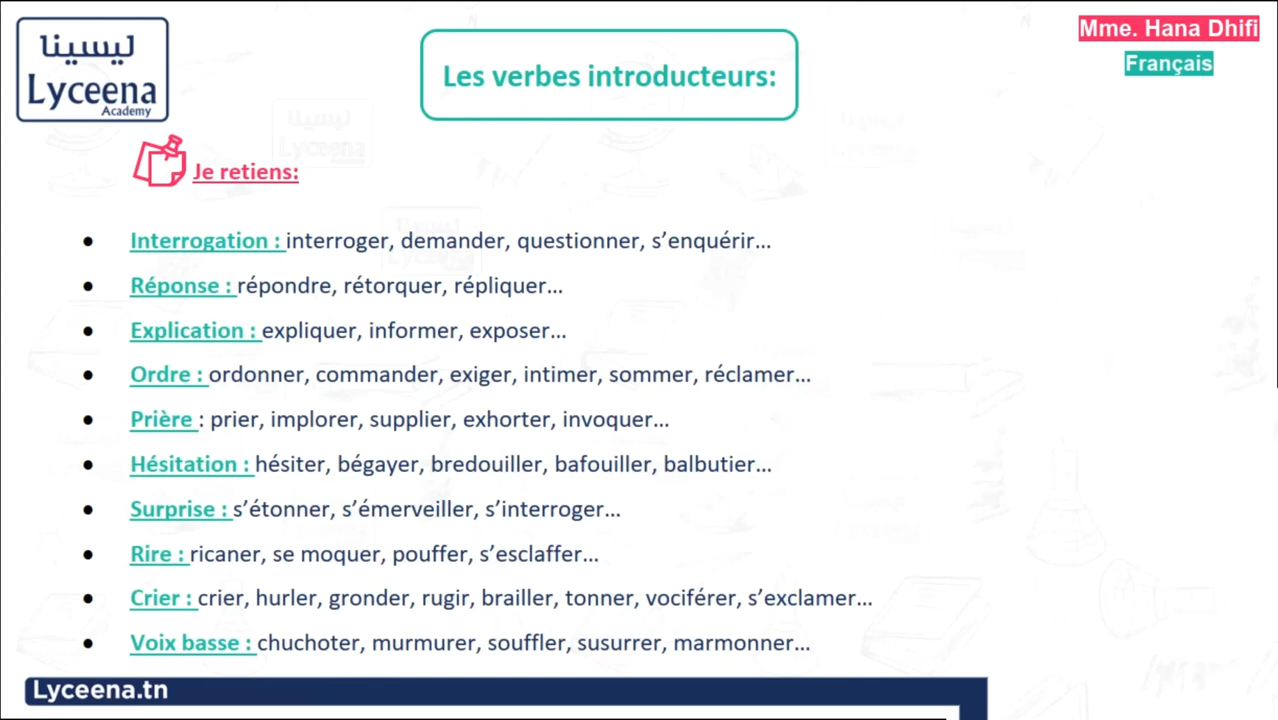 ليسينا
Lyceena
Academy
Les verbes introducteurs:
Mme. Hana Dhifi
Français
Je retiens:
• Interrogation : interroger, demander, questionner, s’enquérir…
• Réponse : répondre, rétorquer, répliquer…
• Explication : expliquer, informer, exposer…
• Ordre : ordonner, commander, exiger, intimer, sommer, réclamer…
• Prière : prier, implorer, supplier, exhorter, invoquer…
• Hésitation : hésiter, bégayer, bredouiller, bafouiller, balbutier…
• Surprise : s’étonner, s’émerveiller, s’interroger…
• Rire : ricaner, se moquer, pouffer, s’esclaffer…
• Crier : crier, hurler, gronder, rugir, brailler, tonner, vociférer, s’exclamer…
• Voix basse : chuchoter, murmurer, souffler, susurrer, marmonner…
Lyceena.tn